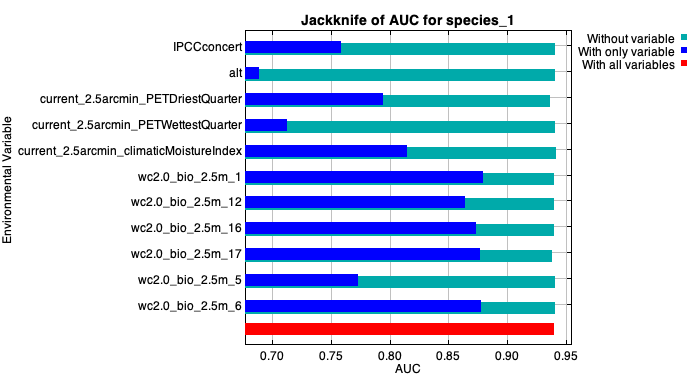 Jackknife of AUC for species_1
Without variable
With only variable
With all variables
Environmental Variable
IPCCconcert
alt
current_2.5arcmin_PETDriestQuarter
current_2.5arcmin_PETWettestQuarter
current_2.5arcmin_climaticMoistureIndex
wc2.0_bio_2.5m_1
wc2.0_bio_2.5m_12
wc2.0_bio_2.5m_16
wc2.0_bio_2.5m_17
wc2.0_bio_2.5m_5
wc2.0_bio_2.5m_6
0.70 0.75 0.80 0.85 0.90 0.95
AUC